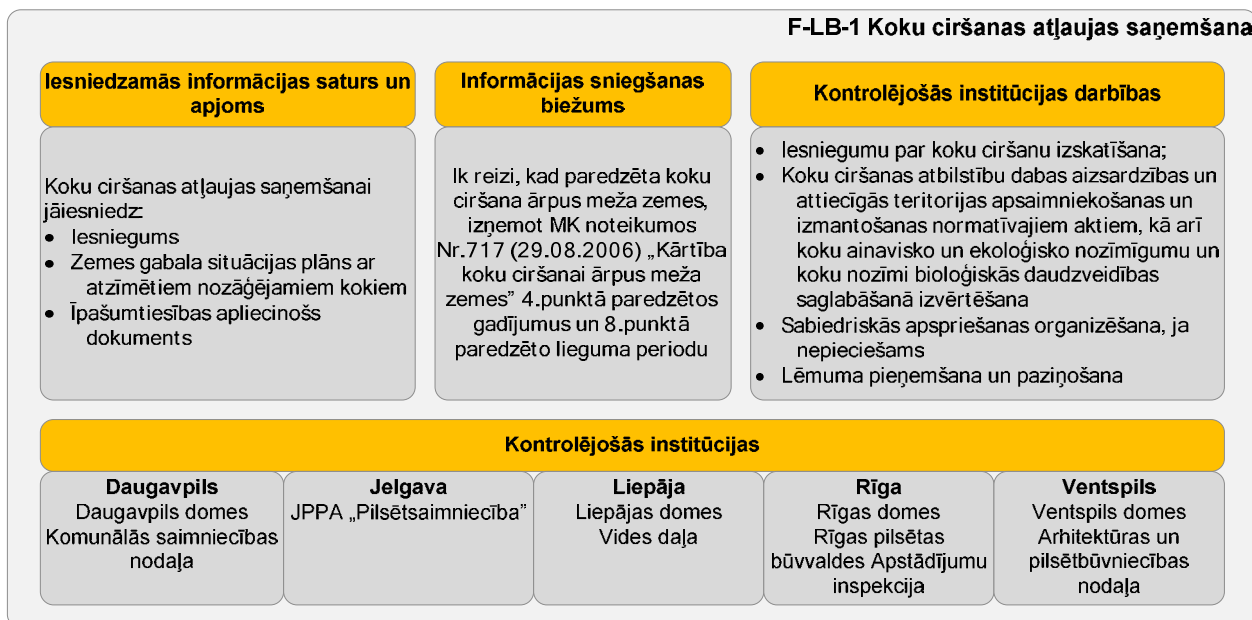 F-LB-1 Koku ciršanas atļaujas saņemšana
Iesniedzamās informācijas saturs un
apjoms
Koku ciršanas atļaujas saņemšanai
jāiesniedz:
• Iesniegums
• Zemes gabala situācijas plāns ar
atzīmētiem nozāģējamiem kokiem
• Īpašumtiesības apliecinošs
dokuments
Informācijas sniegšanas
biežums
Ik reizi, kad paredzēta koku
ciršana ārpus meža zemes,
izņemot MK noteikumos
Nr.717 (29.08.2006) „Kārtība
koku ciršanai ārpus meža
zemes” 4.punktā paredzētos
gadījumus un 8.punktā
paredzēto lieguma periodu
Kontrolējošās institūcijas darbības
• Iesniegumu par koku ciršanu izskatīšana;
• Koku ciršanas atbilstību dabas aizsardzības un
attiecīgās teritorijas apsaimniekošanas un
izmantošanas normatīvajiem aktiem, kā arī
koku ainavisko un ekoloģisko nozīmīgumu un
koku nozīmi bioloģiskās daudzveidības
saglabāšanā izvērtēšana
• Sabiedriskās apspriešanas organizēšana, ja
nepieciešams
• Lēmuma pieņemšana un paziņošana
Kontrolējošās institūcijas
Daugavpils
Daugavpils domes
Komunālās saimniecības
nodaļa
Jelgava
JPPA „Pilsētsaimniecība”
Liepāja
Liepājas domes
Vides daļa
Rīga
Rīgas domes
Rīgas pilsētas
būvvaldes Apstādījumu
inspekcija
Ventspils
Ventspils domes
Arhitektūras un
pilsētbūvniecības
nodaļa